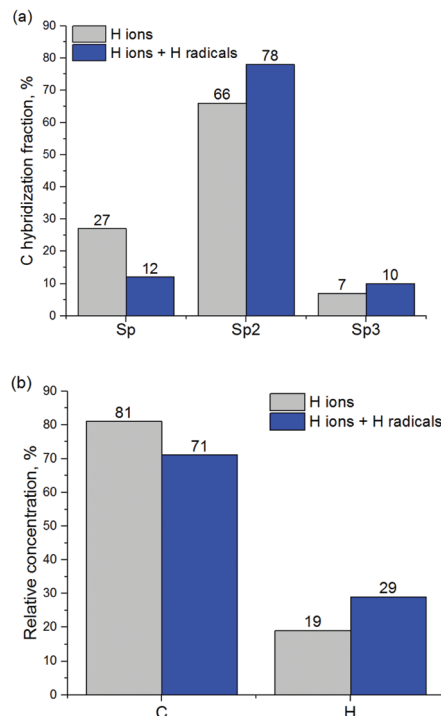 (a)
H ions
H ions + H radicals
C hybridization fraction, %
90
80
70
60
50
40
30
20
10
0
27
12
66
78
7
10
Sp
Sp2
Sp3
(b)
H ions
H ions + H radicals
Relative concentration, %
90
80
70
60
50
40
30
20
10
0
81
71
19
29
C
H